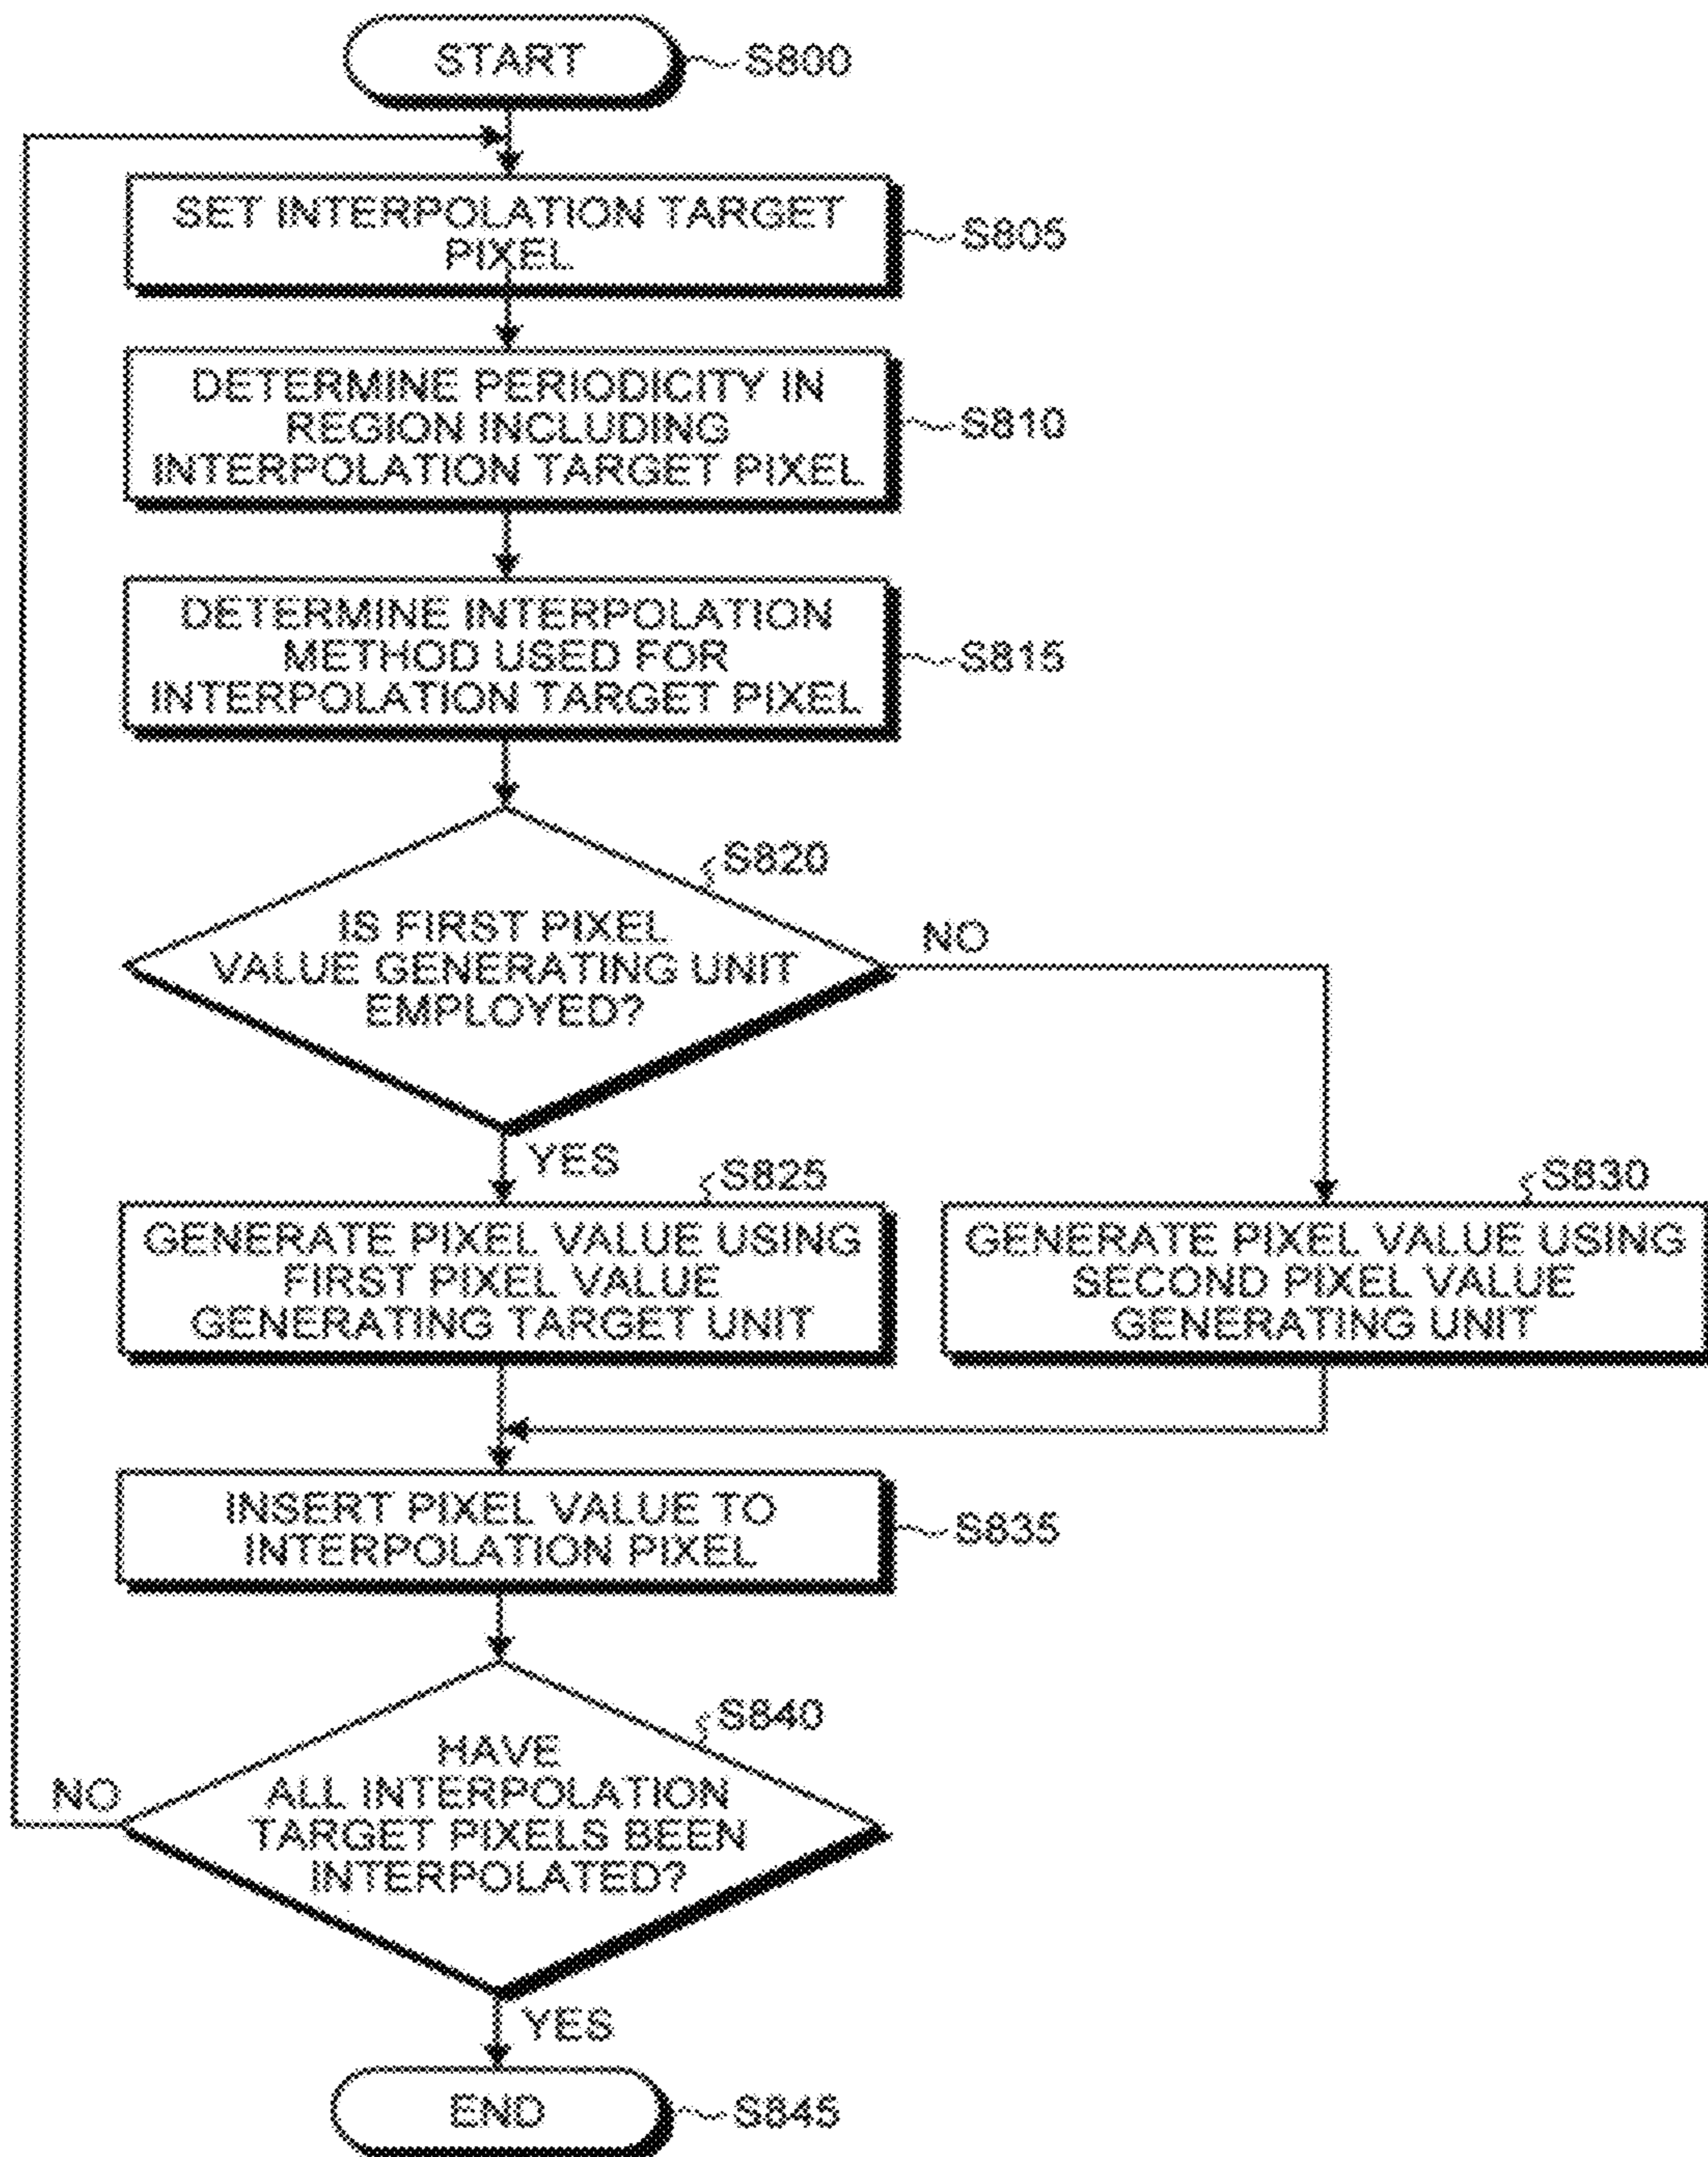 START
S800
SET INTERPOLATION TARGET
PIXEL
S805
DETERMINE PERIODICITY IN
REGION INCLUDING
INTERPOLATION TARGET PIXEL
S810
DETERMINE INTERPOLATION
METHOD USED FOR
INTERPOLATION TARGET PIXEL
S815
S820
IS FIRST PIXEL
VALUE GENERATING UNIT
EMPLOYED?
NO
YES
S825
GENERATE PIXEL VALUE USING
FIRST PIXEL VALUE
GENERATING TARGET UNIT
S830
GENERATE PIXEL VALUE USING
SECOND PIXEL VALUE
GENERATING UNIT
INSERT PIXEL VALUE TO
INTERPOLATION PIXEL
S835
S840
HAVE
ALL INTERPOLATION
TARGET PIXELS BEEN
INTERPOLATED?
NO
YES
END
S845